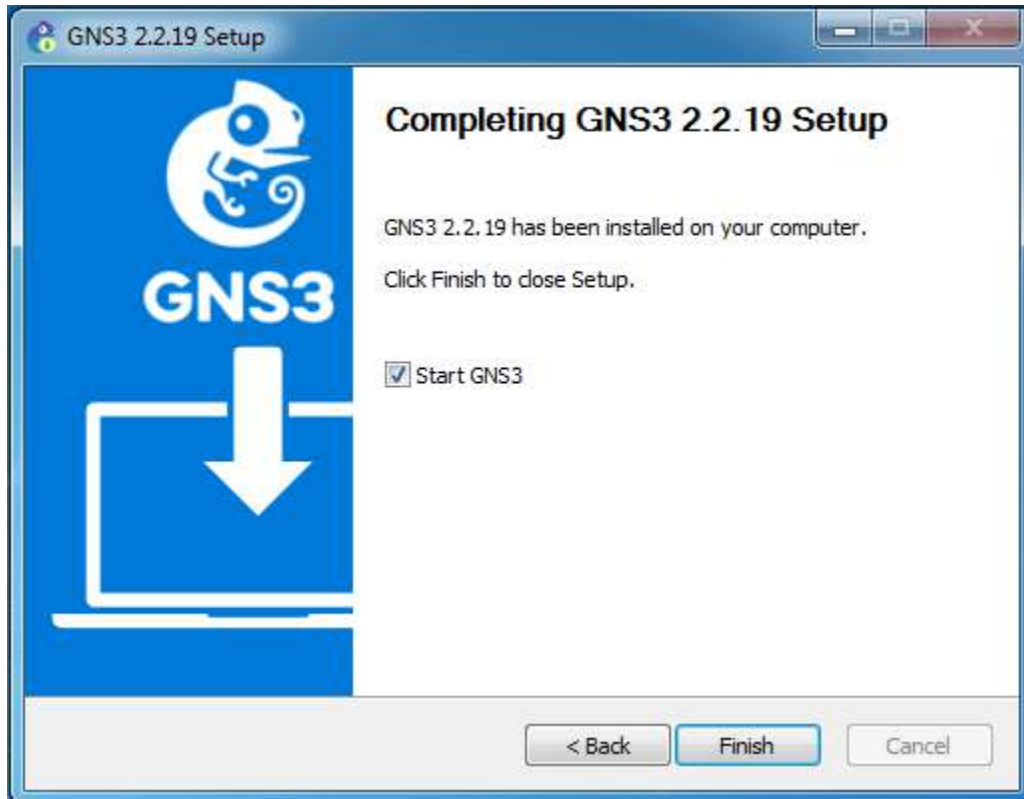 GNS3 2.2.19 Setup
GNS3
Completing GNS3 2.2.19 Setup
GNS3 2.2.19 has been installed on your computer.
Click Finish to close Setup.
Start GNS3
< Back
Finish
Cancel